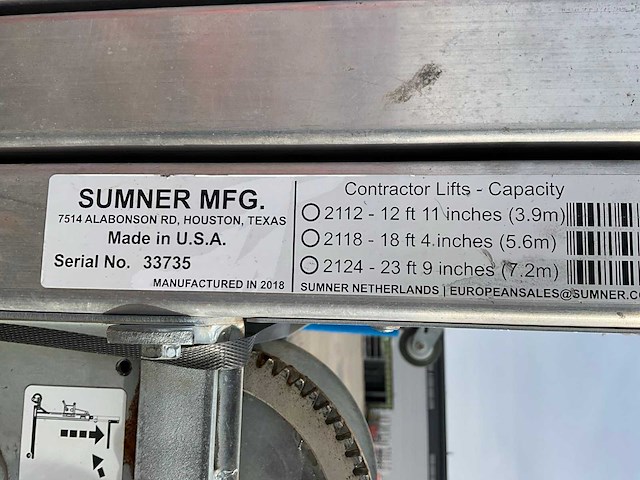 SUMNER MFG.
7514 ALABONSON RD, HOUSTON, TEXAS
Made in U.S.A.
Serial No. 33735
MANUFACTURED IN 2018
Contractor Lifts - Capacity
2112 - 12 ft 11 inches (3.9m)
2118 - 18 ft 4 inches (5.6m)
2124 - 23 ft 9 inches (7.2m)
SUMNER NETHERLANDS | EUROPEANSALES@SUMNER.CO